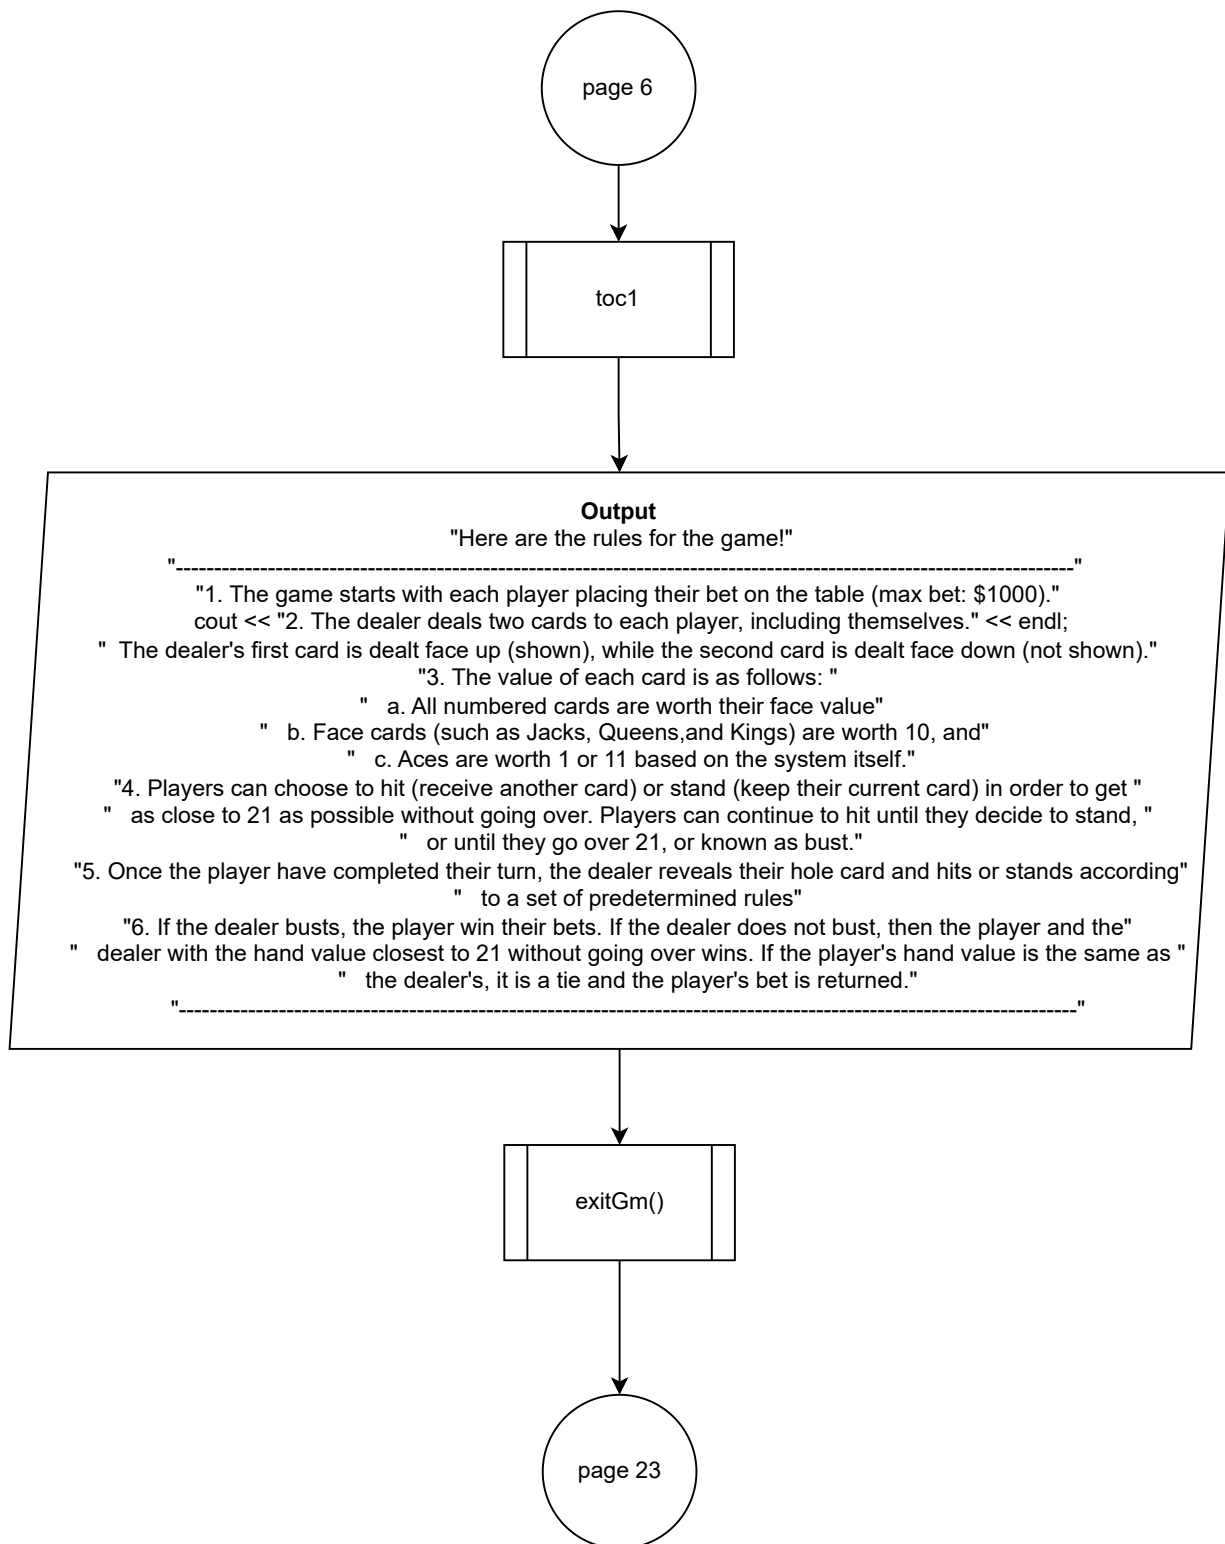 page 6
toc1
Output
"Here are the rules for the game!"
"---------------------------------------------------------------------------------------------------------------------"
"1. The game starts with each player placing their bet on the table (max bet: $1000)."
cout << "2. The dealer deals two cards to each player, including themselves." << endl;
"  The dealer's first card is dealt face up (shown), while the second card is dealt face down (not shown)."
"3. The value of each card is as follows: "
"   a. All numbered cards are worth their face value"
"   b. Face cards (such as Jacks, Queens,and Kings) are worth 10, and"
"   c. Aces are worth 1 or 11 based on the system itself."
"4. Players can choose to hit (receive another card) or stand (keep their current card) in order to get "
"   as close to 21 as possible without going over. Players can continue to hit until they decide to stand, "
"   or until they go over 21, or known as bust."
"5. Once the player have completed their turn, the dealer reveals their hole card and hits or stands according"
"   to a set of predetermined rules"
"6. If the dealer busts, the player win their bets. If the dealer does not bust, then the player and the"
"   dealer with the hand value closest to 21 without going over wins. If the player's hand value is the same as "
"   the dealer's, it is a tie and the player's bet is returned."
"---------------------------------------------------------------------------------------------------------------------"
exitGm()
page 23